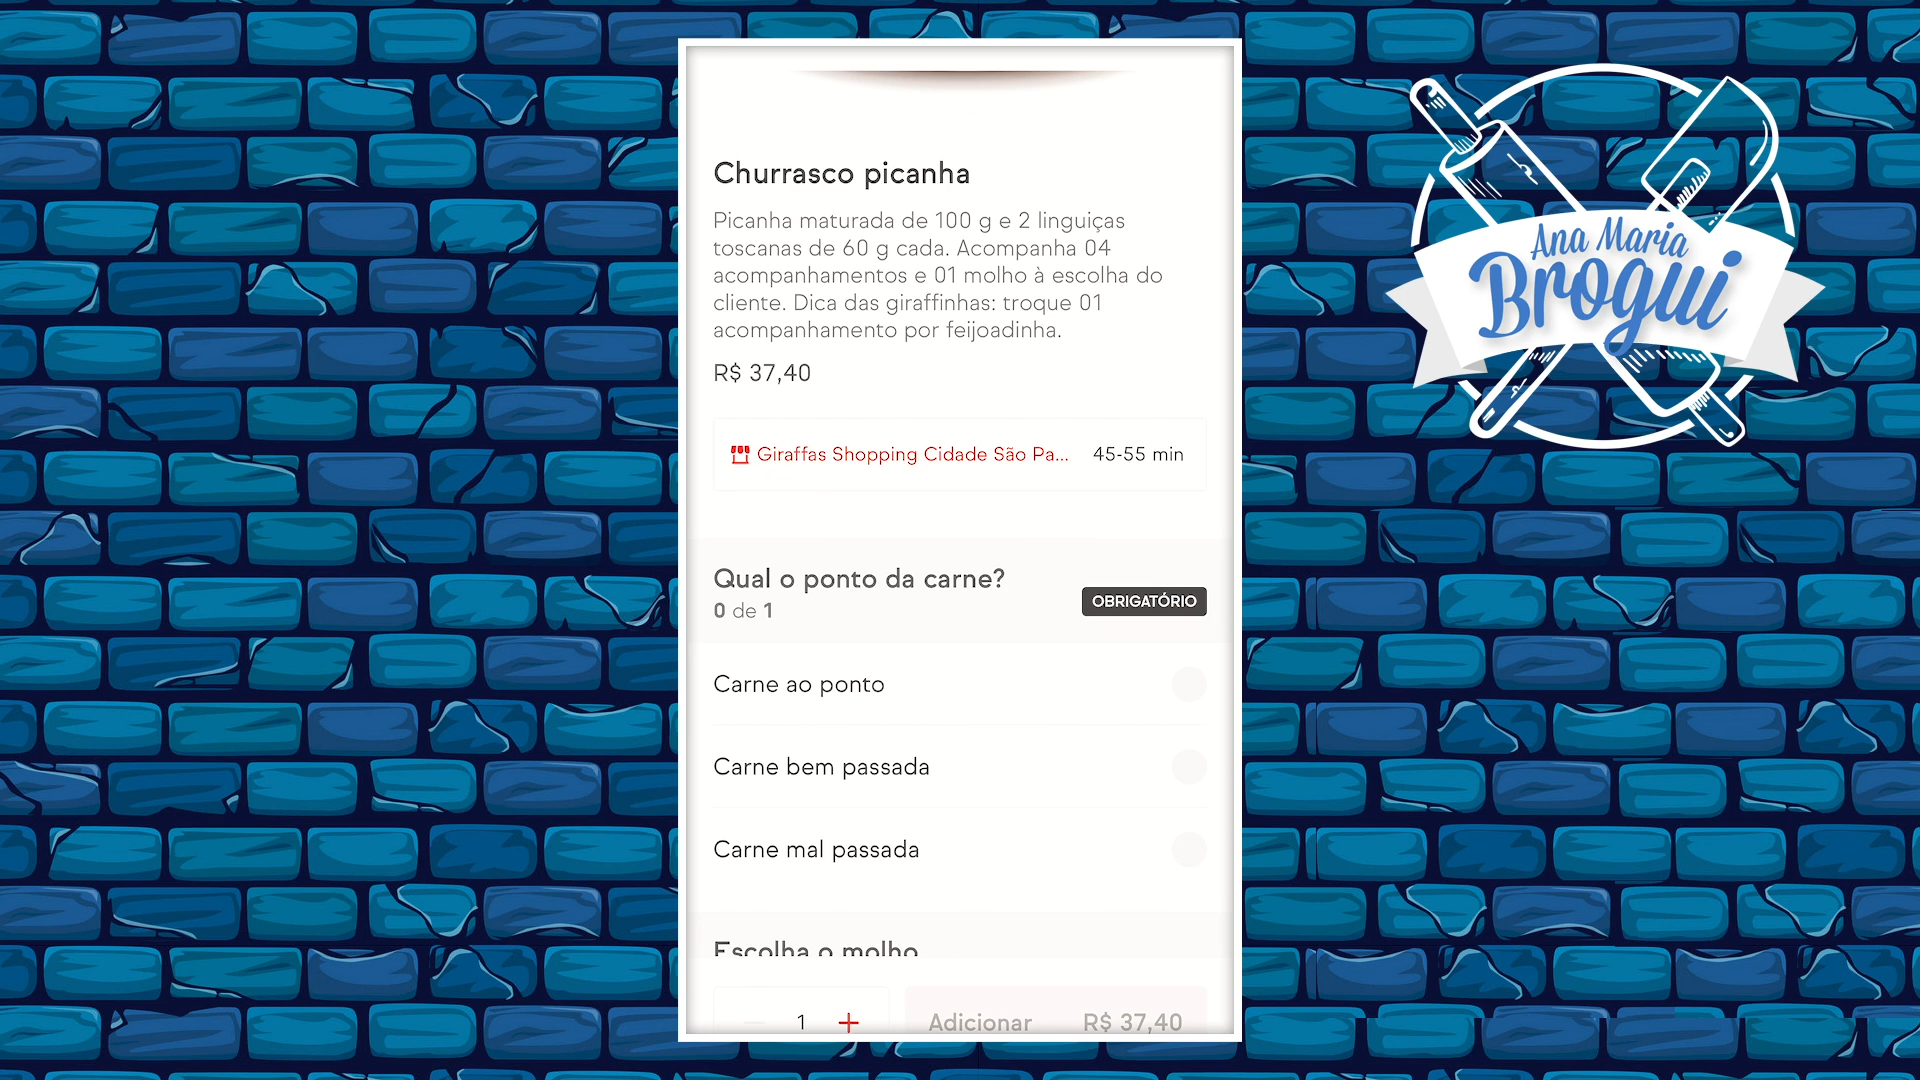 Churrasco picanha
Picanha maturada de 100 g e 2 linguiças
toscanas de 60 g cada. Acompanha 04
acompanhamentos e 01 molho à escolha do
cliente. Dica das giraffinhas: troque 01
acompanhamento por feijoadinha.
R$ 37,40
Giraffas Shopping Cidade São Pa... 45-55 min
Qual o ponto da carne?
0 de 1
OBRIGATÓRIO
Carne ao ponto
Carne bem passada
Carne mal passada
Escolha o molho
1 Adicionar R$ 37,40
Ana Maria
Brogui